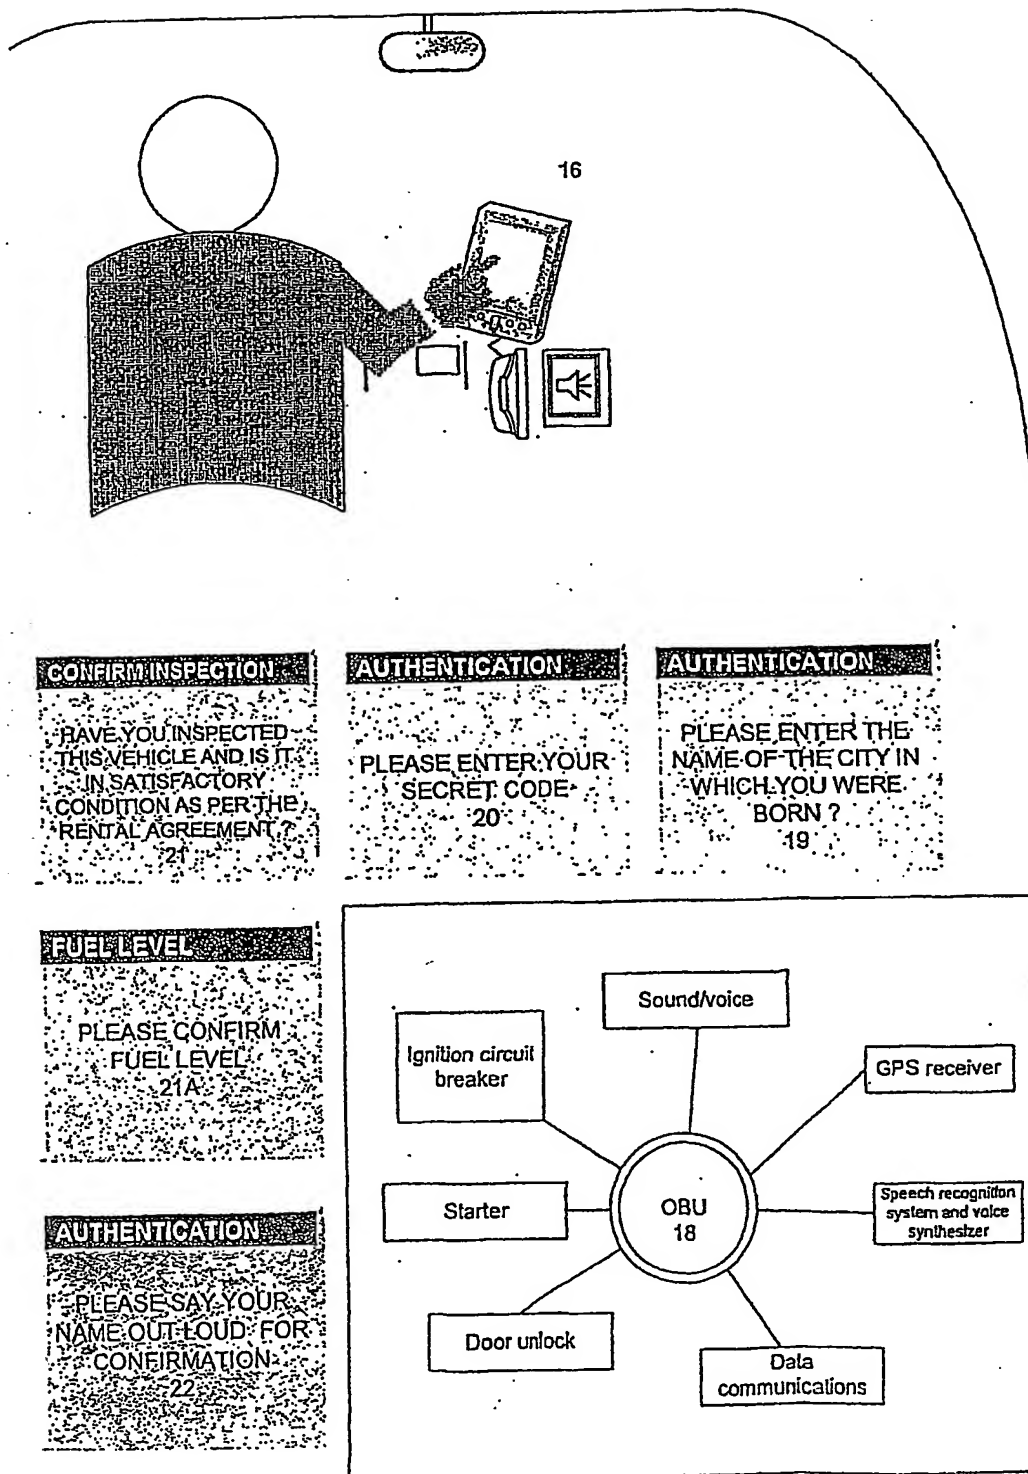 16
CONFIRM INSPECTION
HAVE YOU INSPECTED
THIS VEHICLE AND IS IT
IN SATISFACTORY
CONDITION AS PER THE
RENTAL AGREEMENT ?
21
AUTHENTICATION
PLEASE ENTER YOUR
SECRET CODE
20
AUTHENTICATION
PLEASE ENTER THE
NAME OF THE CITY IN
WHICH YOU WERE
BORN ?
19
FUEL LEVEL
PLEASE CONFIRM
FUEL LEVEL
21A
AUTHENTICATION
PLEASE SAY YOUR
NAME OUT LOUD FOR
CONFIRMATION
22
Sound/voice
Ignition circuit
breaker
GPS receiver
Starter
OBU
18
Speech recognition
system and voice
synthesizer
Door unlock
Data
communications